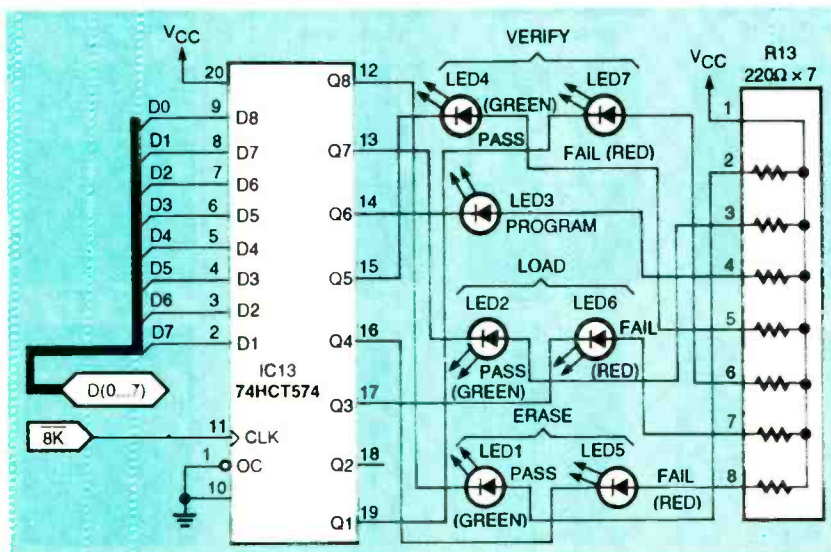 VCC
20
D0 9 D8
D1 8 D7
D2 7 D6
D3 6 D5
D4 5 D4
D5 4 D3
D6 3 D2
D7 2 D1
D(0...7)
8K
11 CLK
1 OC
10
IC13
74HCT574
Q8 12
Q7 13
Q6 14
Q5 15
Q4 16
Q3 17
Q2 18
Q1 19
VERIFY
LED4
(GREEN)
PASS
LED7
FAIL (RED)
LED3
PROGRAM
LOAD
LED2
PASS
(GREEN)
LED6
FAIL
(RED)
ERASE
LED1
PASS
(GREEN)
LED5
FAIL
(RED)
VCC
R13
220Ω × 7
1
2
3
4
5
6
7
8